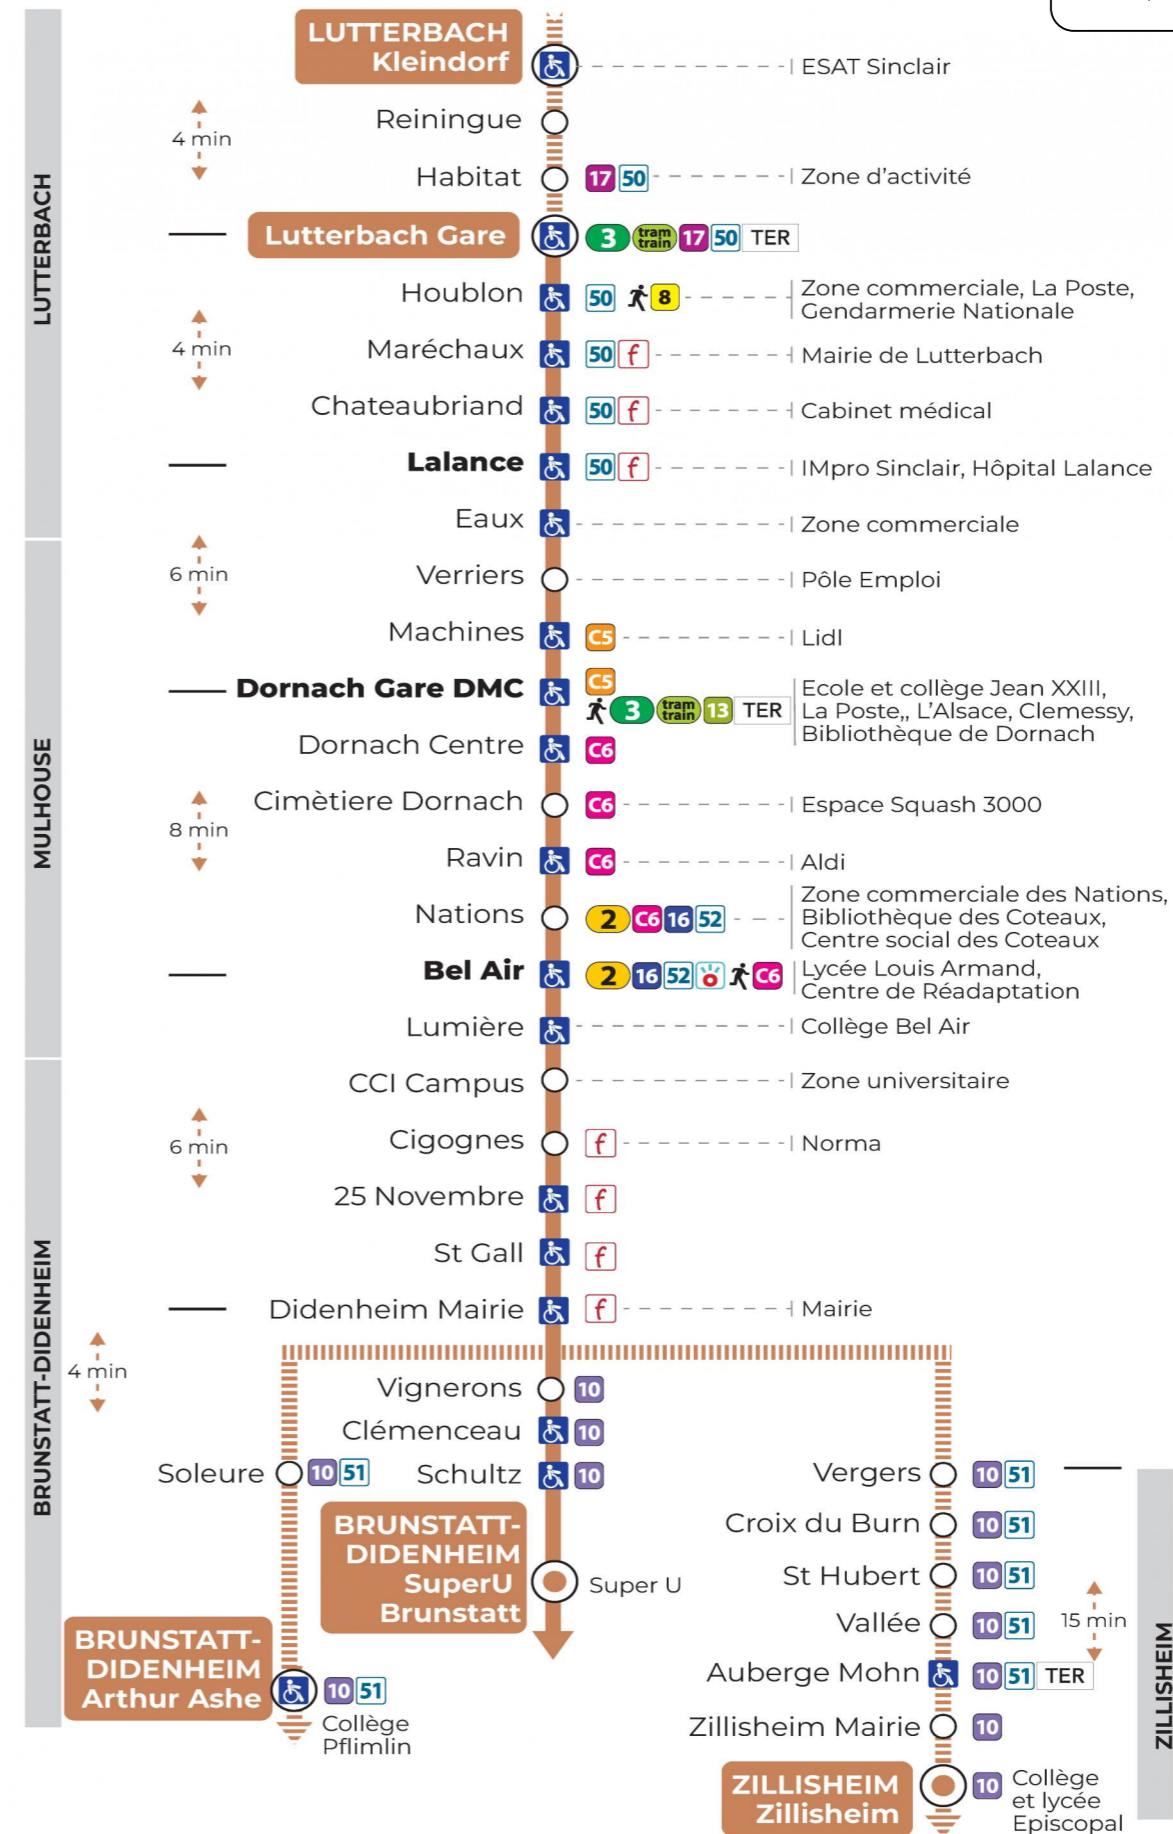 LUTTERBACH
Kleindorf
ESAT Sinclair
Reiningue
4 min
Habitat 17 50 Zone d'activité
LUTTERBACH
Lutterbach Gare 3 tram train 17 50 TER
Houblon 50 8 Zone commerciale, La Poste,
Gendarmerie Nationale
4 min
Maréchaux 50 f Mairie de Lutterbach
Chateaubriand 50 f Cabinet médical
Lalance 50 f IMpro Sinclair, Hôpital Lalance
Eaux Zone commerciale
6 min
Verriers Pôle Emploi
Machines C5 Lidl
MULHOUSE
Dornach Gare DMC C5
3 tram train 13 TER
Ecole et collège Jean XXIII,
La Poste,, L'Alsace, Clemessy,
Bibliothèque de Dornach
Dornach Centre C6
Cimètiere Dornach C6 Espace Squash 3000
8 min
Ravin C6 Aldi
Nations 2 C6 16 52
Zone commerciale des Nations,
Bibliothèque des Coteaux,
Centre social des Coteaux
Bel Air 2 16 52 C6
Lycée Louis Armand,
Centre de Réadaptation
Lumière Collège Bel Air
CCI Campus Zone universitaire
6 min
Cigognes f Norma
25 Novembre f
St Gall f
BRUNSTATT-DIDENHEIM
Didenheim Mairie f Mairie
4 min
Vignerons 10
Clémenceau 10
Schultz 10
BRUNSTATT-
DIDENHEIM
SuperU
Brunstatt
Super U
Soleure 10 51
BRUNSTATT-
DIDENHEIM
Arthur Ashe
10 51
Collège
Pflimlin
Vergers 10 51
Croix du Burn 10 51
St Hubert 10 51
15 min
Vallée 10 51
Auberge Mohn 10 51 TER
Zillisheim Mairie 10
ZILLISHEIM
ZILLISHEIM
Zillisheim
10
Collège
et lycée
Episcopal